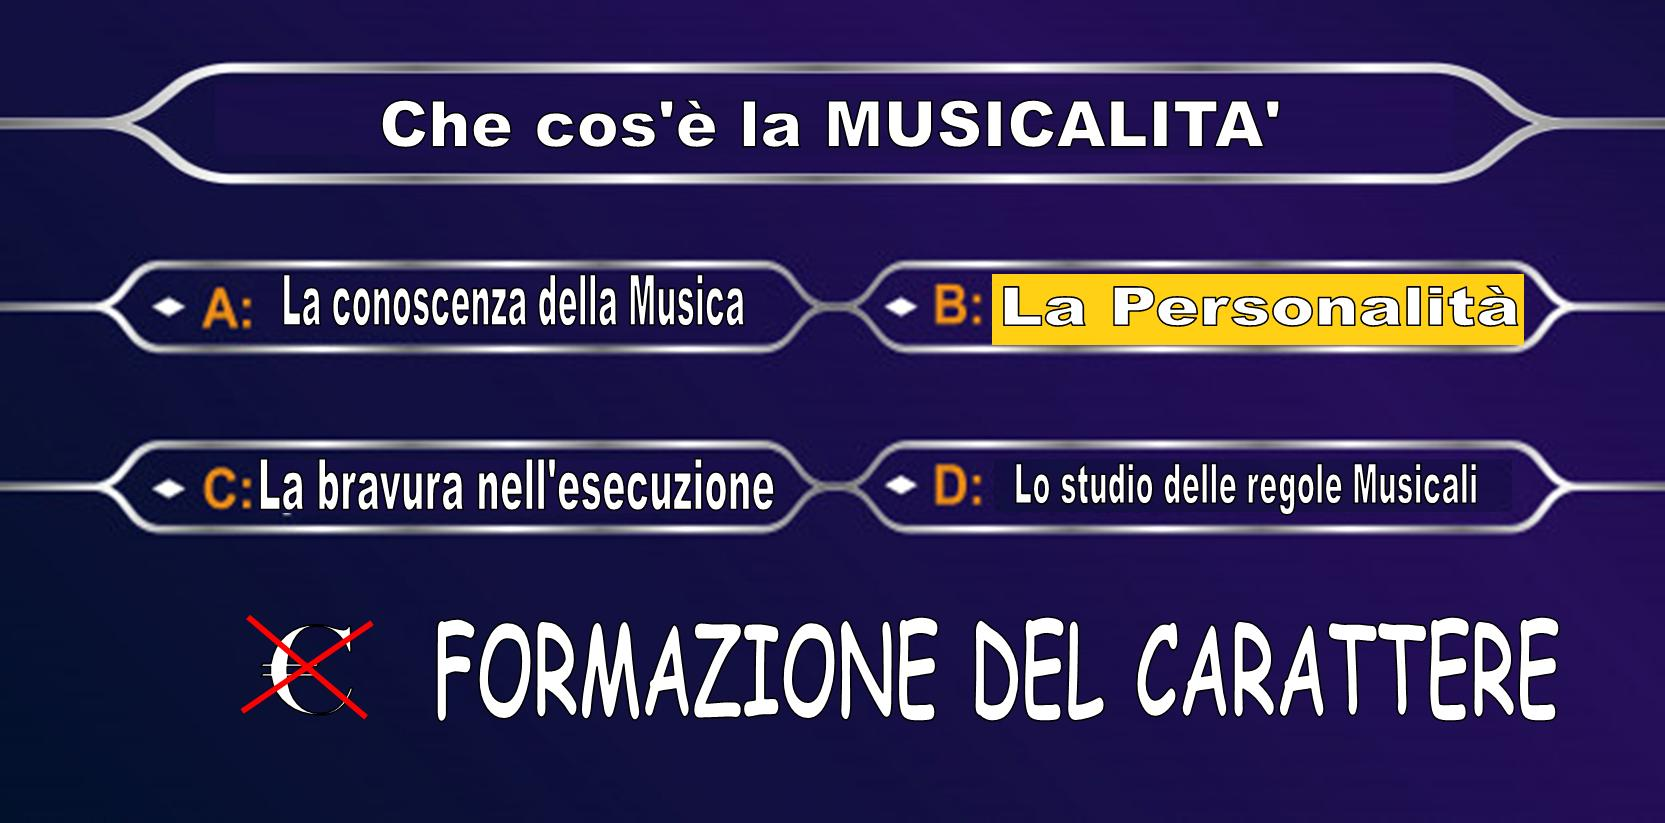 Che cos'è la MUSICALITA'
A: La conoscenza della Musica
B: La Personalità
C: La bravura nell'esecuzione
D: Lo studio delle regole Musicali
€ FORMAZIONE DEL CARATTERE